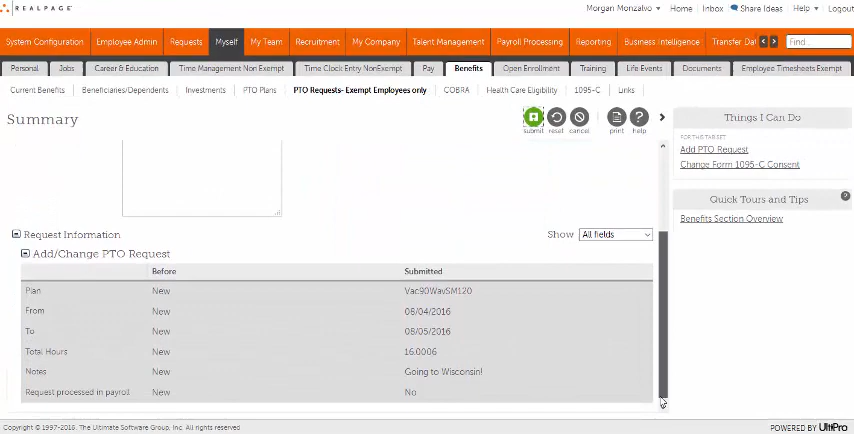 REALPAGE
Morgan Monzalvo Home Inbox Share Ideas Help Logout
System Configuration Employee Admin Requests Myself My Team Recruitment My Company Talent Management Payroll Processing Reporting Business Intelligence Transfer Dat Find...
Personal Jobs Career & Education Time Management Non Exempt Time Clock Entry NonExempt Pay Benefits Open Enrollment Training Life Events Documents Employee Timesheets Exempt
Current Benefits Beneficiaries/Dependents Investments PTO Plans PTO Requests- Exempt Employees only COBRA Health Care Eligibility 1095-C Links
Summary
submit reset cancel print help
Things I Can Do
FOR THIS TARGET
Add PTO Request
Change Form 1095-C Consent
Quick Tours and Tips ?
Benefits Section Overview
Request Information Show All fields
Add/Change PTO Request
Before Submitted
Plan New Vac90WavSM120
From New 08/04/2016
To New 08/05/2016
Total Hours New 16.0006
Notes New Going to Wisconsin!
Request processed in payroll New No
Copyright © 1997-2016. The Ultimate Software Group, Inc. All rights reserved. POWERED BY UltiPro